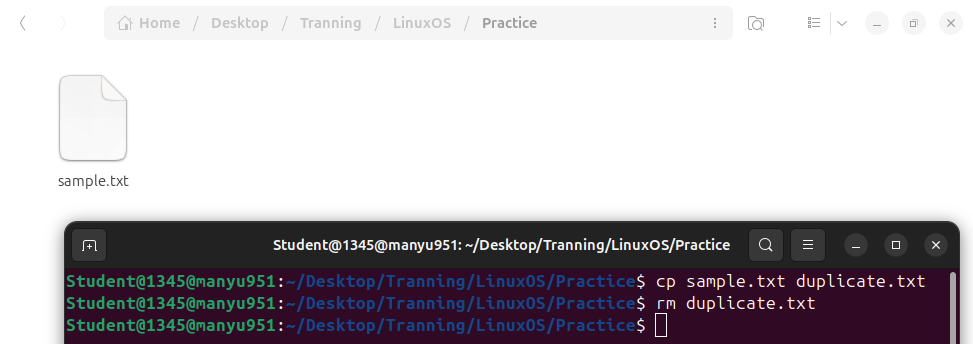 Home / Desktop / Tranning / LinuxOS / Practice
sample.txt
Student@1345@manyu951: ~/Desktop/Tranning/LinuxOS/Practice
Student@1345@manyu951:~/Desktop/Tranning/LinuxOS/Practice$ cp sample.txt duplicate.txt
Student@1345@manyu951:~/Desktop/Tranning/LinuxOS/Practice$ rm duplicate.txt
Student@1345@manyu951:~/Desktop/Tranning/LinuxOS/Practice$